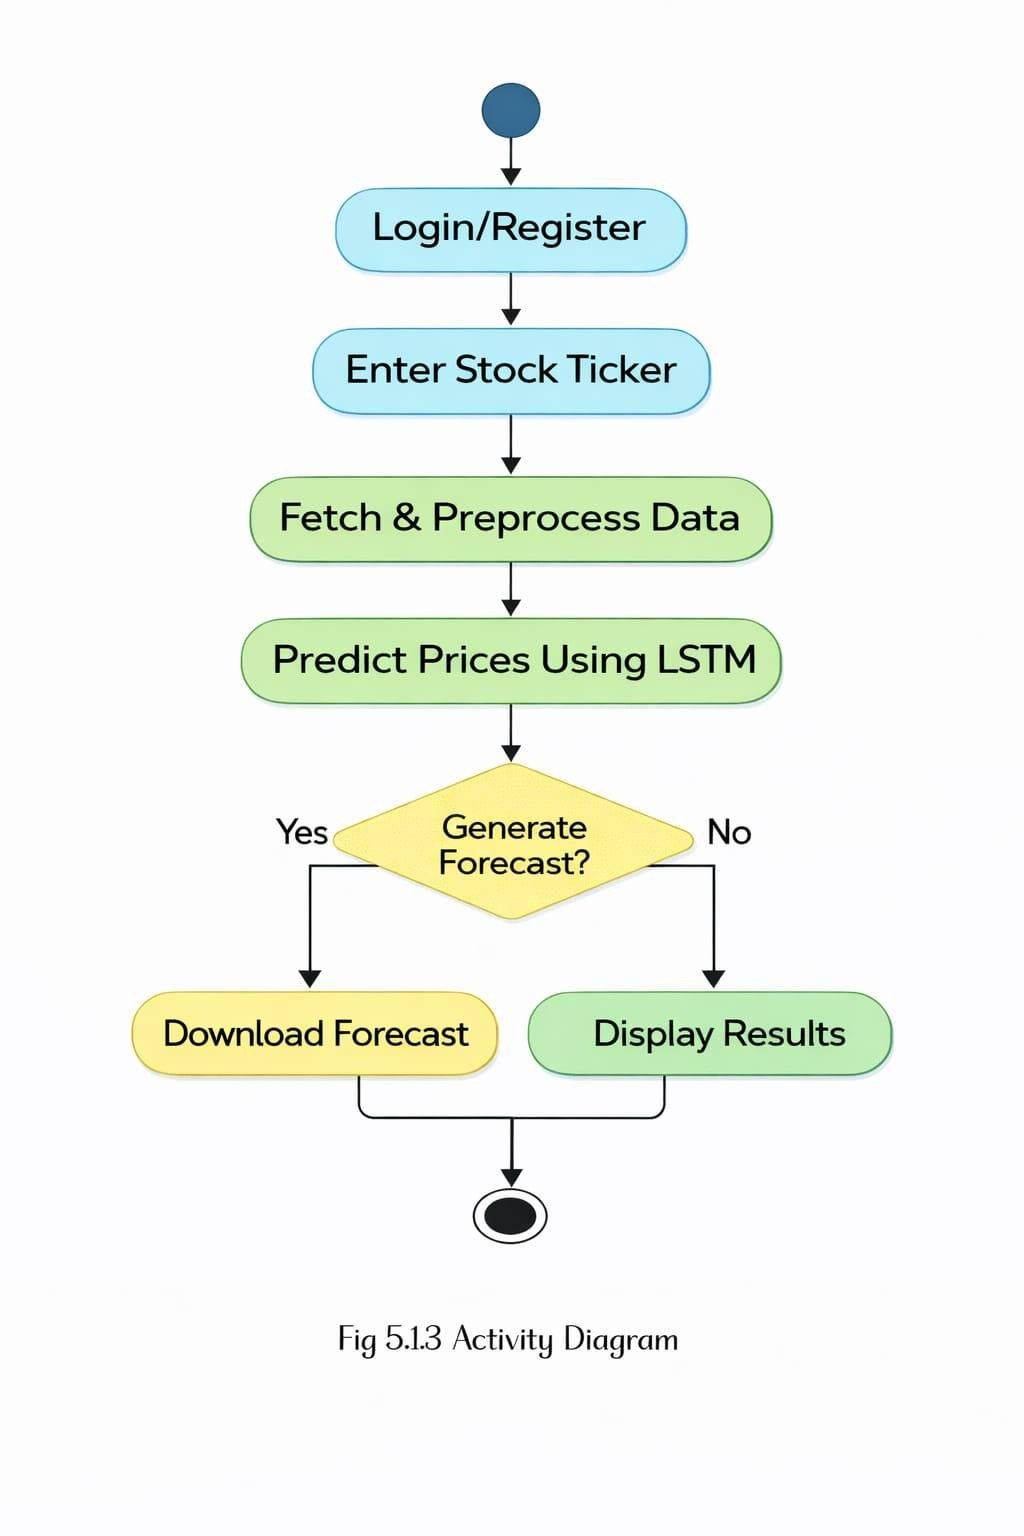 Login/Register
Enter Stock Ticker
Fetch & Preprocess Data
Predict Prices Using LSTM
Generate
Forecast?
Yes
No
Download Forecast
Display Results
Fig 5.1.3 Activity Diagram